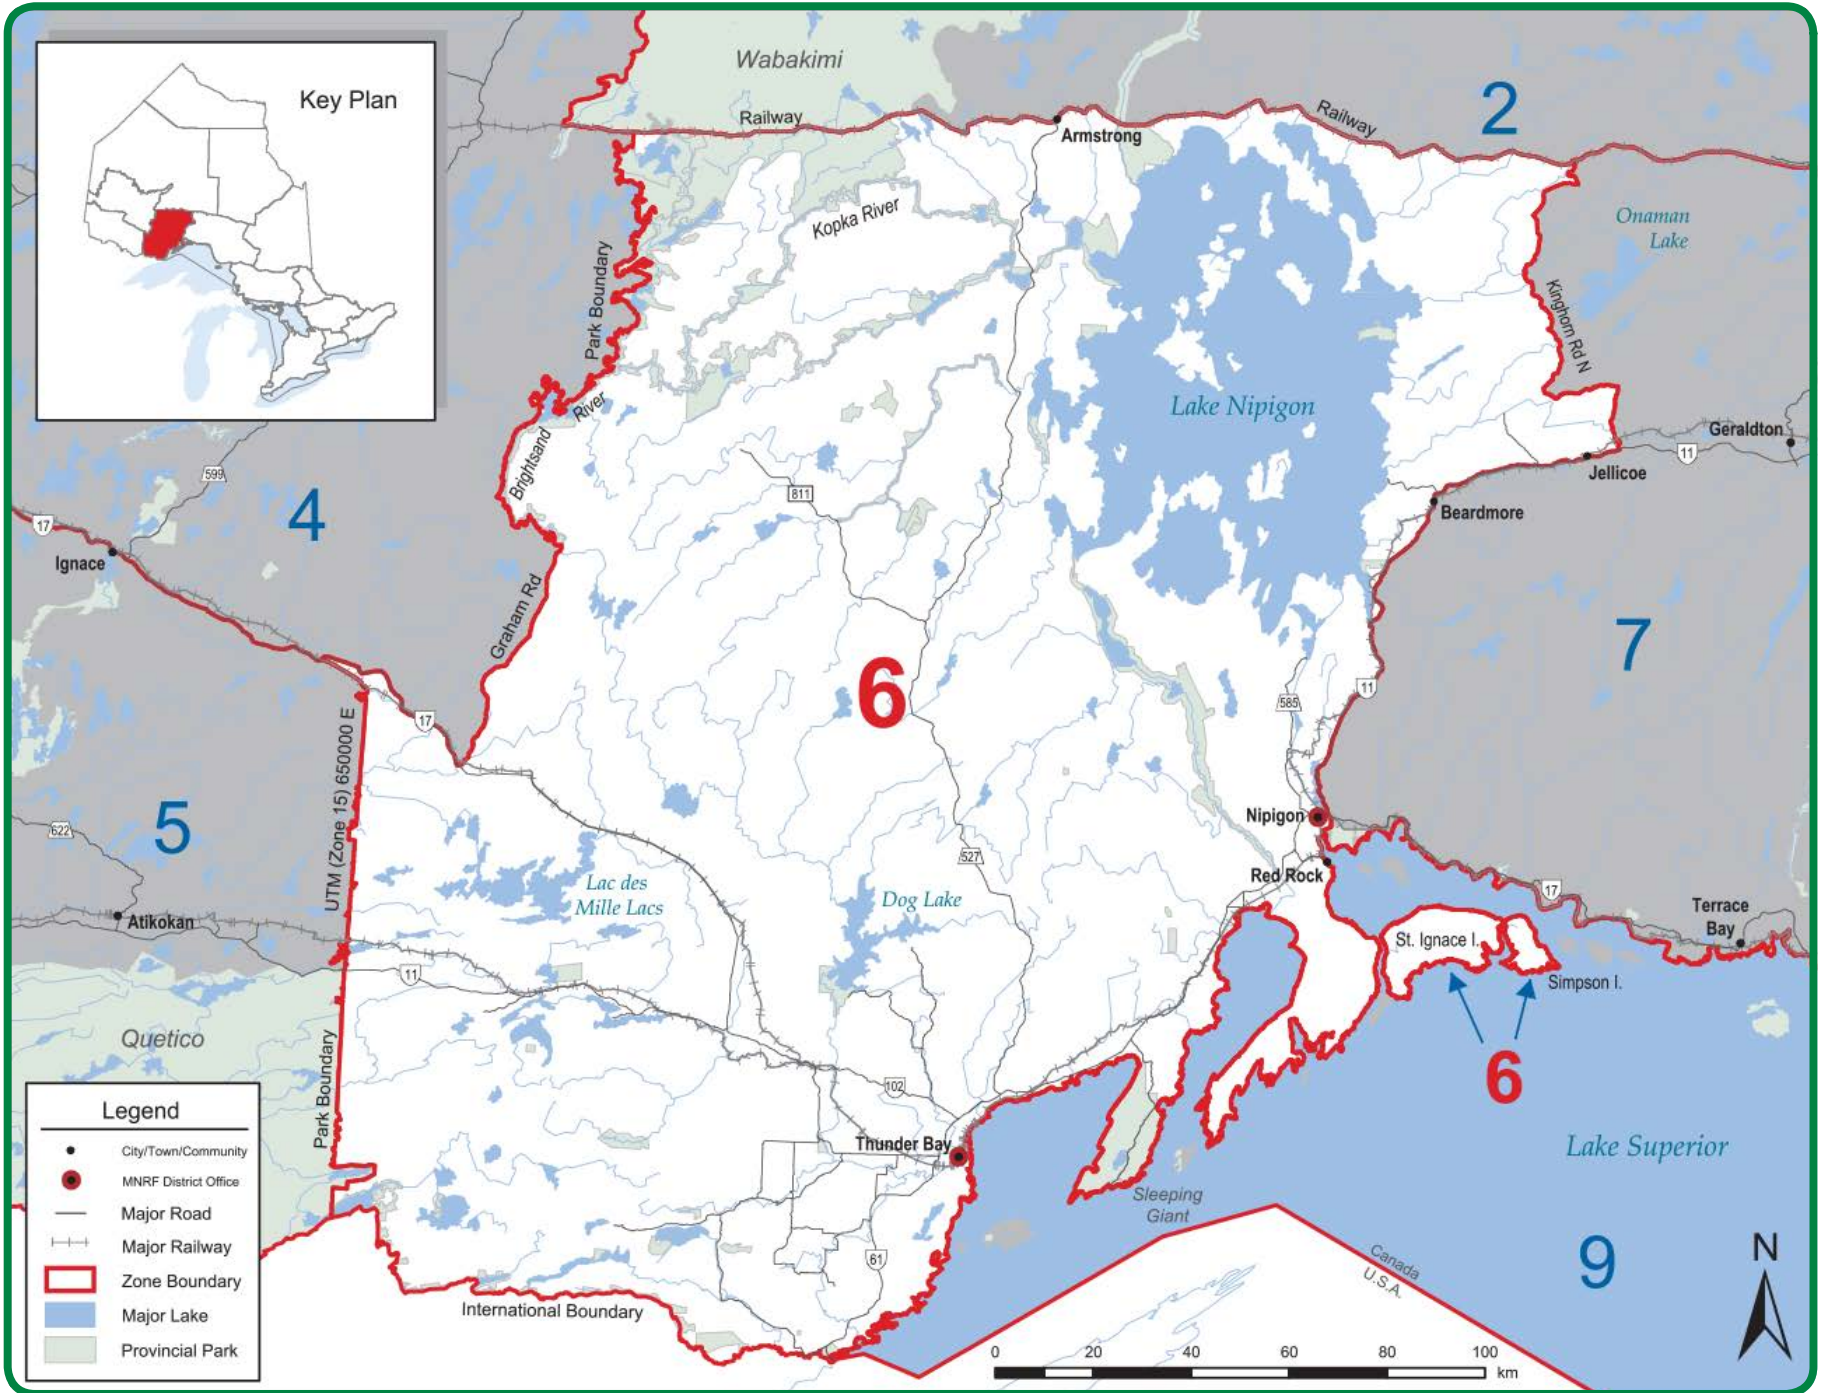 Key Plan
Wabakimi
Railway
Armstrong
Railway
2
Kopka River
Onaman
Lake
Park Boundary
Kinghorn Rd N
Lake Nipigon
River
Brightsand
Geraldton
11
Jellicoe
599
811
4
17
Beardmore
Ignace
Graham Rd
6
7
585
11
17
UTM (Zone 15) 650000 E
Nipigon
5
622
527
Red Rock
17
Lac des
Mille Lacs
Dog Lake
Terrace
Bay
Atikokan
St. Ignace I.
11
Simpson I.
Quetico
6
Park Boundary
102
Thunder Bay
Lake Superior
Sleeping
Giant
61
9
Canada
U.S.A.
International Boundary
N
0 20 40 60 80 100
km
Legend
City/Town/Community
MNRF District Office
Major Road
Major Railway
Zone Boundary
Major Lake
Provincial Park